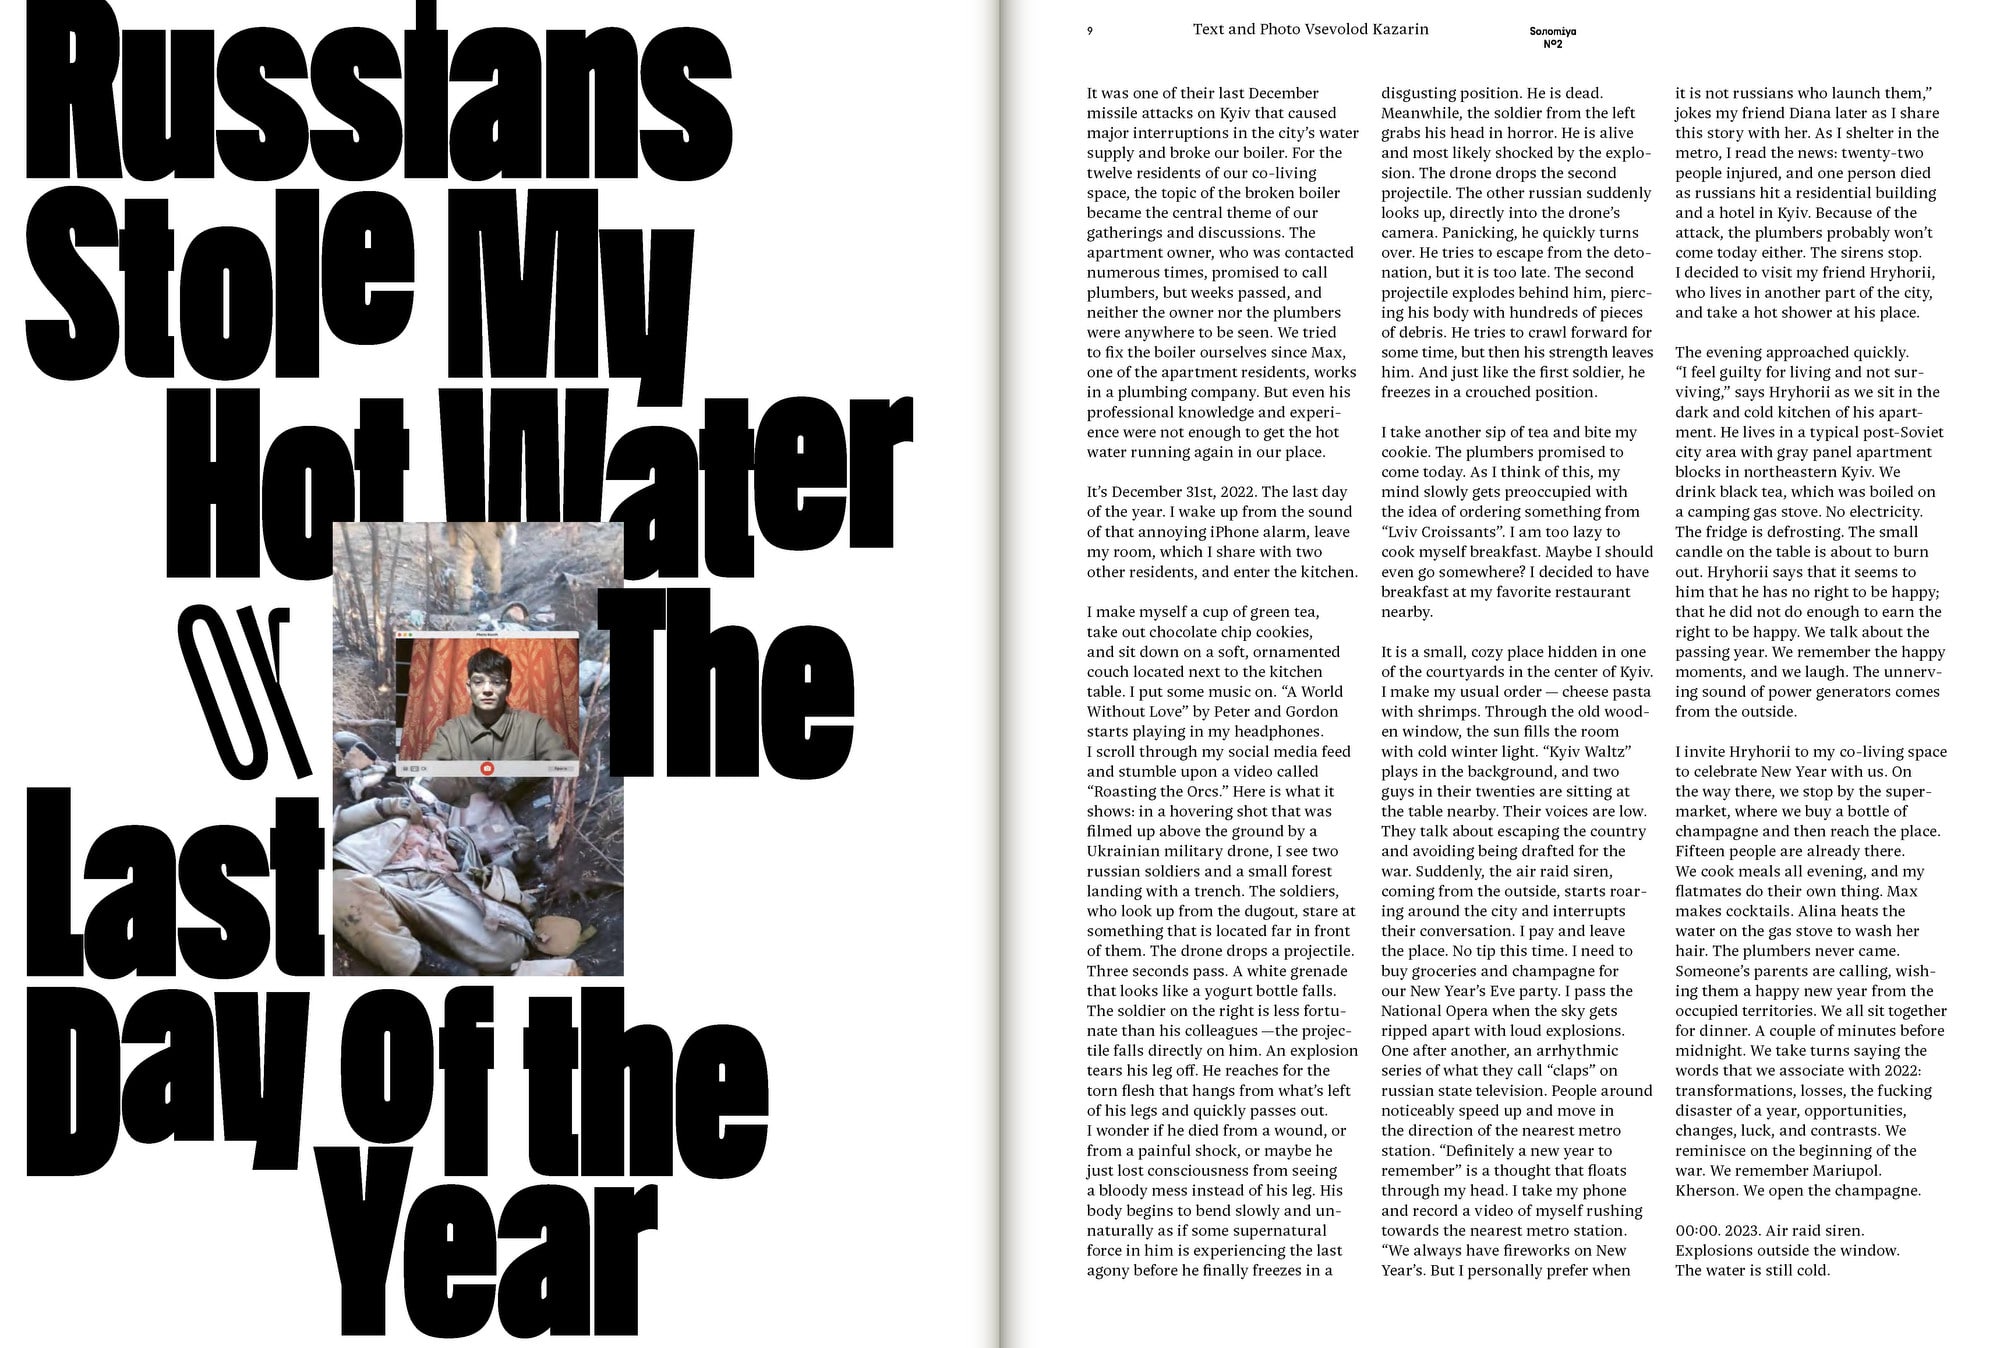 Russians
Stole My
Hot Water
Or The
Last
Day of the
Year
Photo Booth
9
Text and Photo Vsevolod Kazarin
Sоломiya
Nº2
It was one of their last December
missile attacks on Kyiv that caused
major interruptions in the city’s water
supply and broke our boiler. For the
twelve residents of our co-living
space, the topic of the broken boiler
became the central theme of our
gatherings and discussions. The
apartment owner, who was contacted
numerous times, promised to call
plumbers, but weeks passed, and
neither the owner nor the plumbers
were anywhere to be seen. We tried
to fix the boiler ourselves since Max,
one of the apartment residents, works
in a plumbing company. But even his
professional knowledge and experi-
ence were not enough to get the hot
water running again in our place.
It’s December 31st, 2022. The last day
of the year. I wake up from the sound
of that annoying iPhone alarm, leave
my room, which I share with two
other residents, and enter the kitchen.
I make myself a cup of green tea,
take out chocolate chip cookies,
and sit down on a soft, ornamented
couch located next to the kitchen
table. I put some music on. “A World
Without Love” by Peter and Gordon
starts playing in my headphones.
I scroll through my social media feed
and stumble upon a video called
“Roasting the Orcs.” Here is what it
shows: in a hovering shot that was
filmed up above the ground by a
Ukrainian military drone, I see two
russian soldiers and a small forest
landing with a trench. The soldiers,
who look up from the dugout, stare at
something that is located far in front
of them. The drone drops a projectile.
Three seconds pass. A white grenade
that looks like a yogurt bottle falls.
The soldier on the right is less fortu-
nate than his colleagues —the projec-
tile falls directly on him. An explosion
tears his leg off. He reaches for the
torn flesh that hangs from what’s left
of his legs and quickly passes out.
I wonder if he died from a wound, or
from a painful shock, or maybe he
just lost consciousness from seeing
a bloody mess instead of his leg. His
body begins to bend slowly and un-
naturally as if some supernatural
force in him is experiencing the last
agony before he finally freezes in a
disgusting position. He is dead.
Meanwhile, the soldier from the left
grabs his head in horror. He is alive
and most likely shocked by the explo-
sion. The drone drops the second
projectile. The other russian suddenly
looks up, directly into the drone’s
camera. Panicking, he quickly turns
over. He tries to escape from the deto-
nation, but it is too late. The second
projectile explodes behind him, pierc-
ing his body with hundreds of pieces
of debris. He tries to crawl forward for
some time, but then his strength leaves
him. And just like the first soldier, he
freezes in a crouched position.
I take another sip of tea and bite my
cookie. The plumbers promised to
come today. As I think of this, my
mind slowly gets preoccupied with
the idea of ordering something from
“Lviv Croissants”. I am too lazy to
cook myself breakfast. Maybe I should
even go somewhere? I decided to have
breakfast at my favorite restaurant
nearby.
It is a small, cozy place hidden in one
of the courtyards in the center of Kyiv.
I make my usual order — cheese pasta
with shrimps. Through the old wood-
en window, the sun fills the room
with cold winter light. “Kyiv Waltz”
plays in the background, and two
guys in their twenties are sitting at
the table nearby. Their voices are low.
They talk about escaping the country
and avoiding being drafted for the
war. Suddenly, the air raid siren,
coming from the outside, starts roar-
ing around the city and interrupts
their conversation. I pay and leave
the place. No tip this time. I need to
buy groceries and champagne for
our New Year’s Eve party. I pass the
National Opera when the sky gets
ripped apart with loud explosions.
One after another, an arrhythmic
series of what they call “claps” on
russian state television. People around
noticeably speed up and move in
the direction of the nearest metro
station. “Definitely a new year to
remember” is a thought that floats
through my head. I take my phone
and record a video of myself rushing
towards the nearest metro station.
“We always have fireworks on New
Year’s. But I personally prefer when
it is not russians who launch them,”
jokes my friend Diana later as I share
this story with her. As I shelter in the
metro, I read the news: twenty-two
people injured, and one person died
as russians hit a residential building
and a hotel in Kyiv. Because of the
attack, the plumbers probably won’t
come today either. The sirens stop.
I decided to visit my friend Hryhorii,
who lives in another part of the city,
and take a hot shower at his place.
The evening approached quickly.
“I feel guilty for living and not sur-
viving,” says Hryhorii as we sit in the
dark and cold kitchen of his apart-
ment. He lives in a typical post-Soviet
city area with gray panel apartment
blocks in northeastern Kyiv. We
drink black tea, which was boiled on
a camping gas stove. No electricity.
The fridge is defrosting. The small
candle on the table is about to burn
out. Hryhorii says that it seems to
him that he has no right to be happy;
that he did not do enough to earn the
right to be happy. We talk about the
passing year. We remember the happy
moments, and we laugh. The unnerv-
ing sound of power generators comes
from the outside.
I invite Hryhorii to my co-living space
to celebrate New Year with us. On
the way there, we stop by the super-
market, where we buy a bottle of
champagne and then reach the place.
Fifteen people are already there.
We cook meals all evening, and my
flatmates do their own thing. Max
makes cocktails. Alina heats the
water on the gas stove to wash her
hair. The plumbers never came.
Someone’s parents are calling, wish-
ing them a happy new year from the
occupied territories. We all sit together
for dinner. A couple of minutes before
midnight. We take turns saying the
words that we associate with 2022:
transformations, losses, the fucking
disaster of a year, opportunities,
changes, luck, and contrasts. We
reminisce on the beginning of the
war. We remember Mariupol.
Kherson. We open the champagne.
00:00. 2023. Air raid siren.
Explosions outside the window.
The water is still cold.